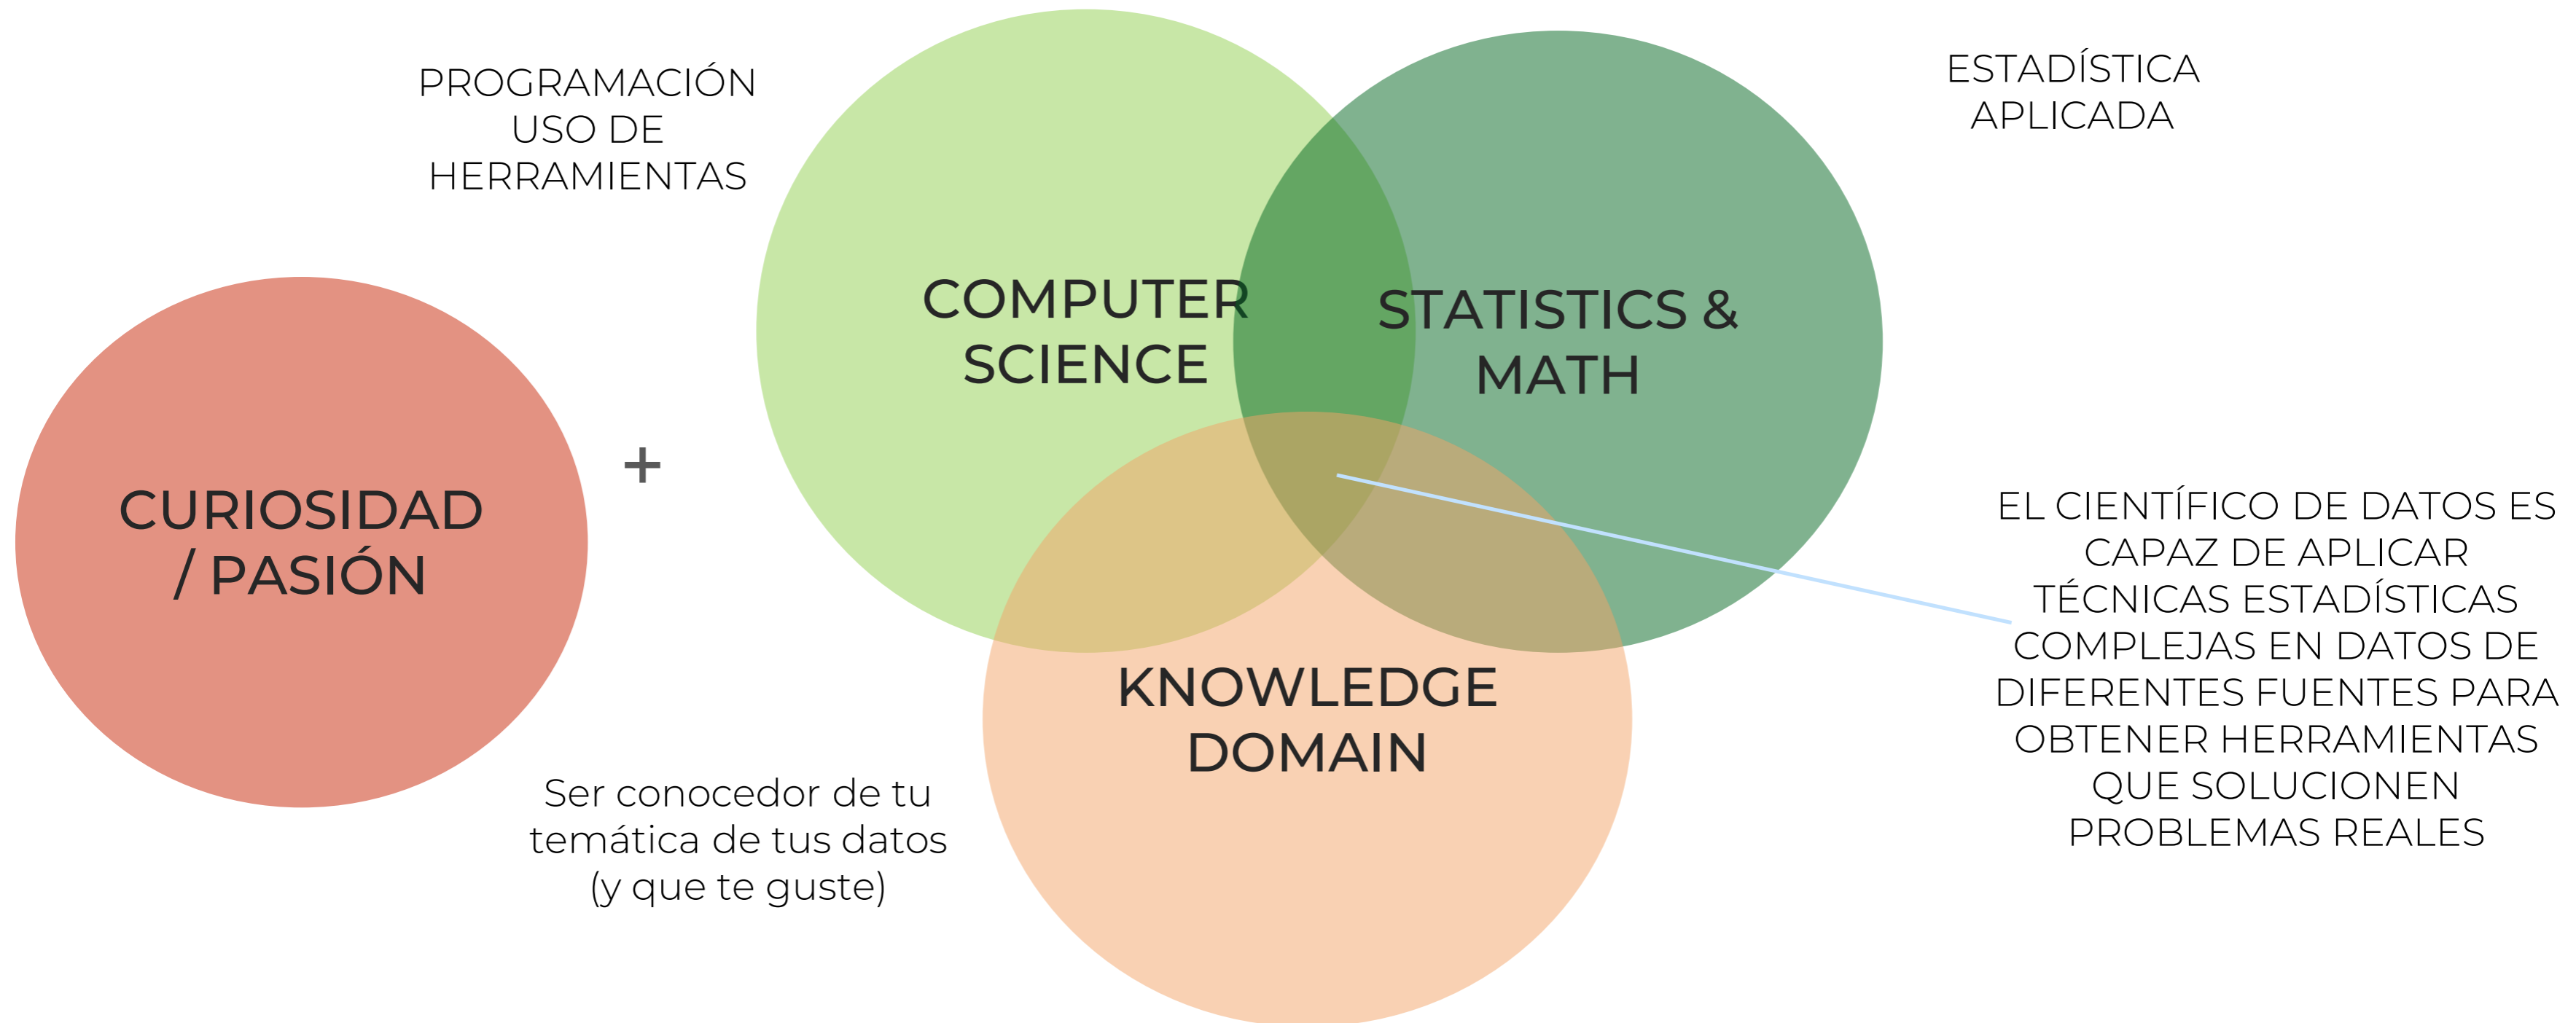 PROGRAMACIÓN
USO DE
HERRAMIENTAS
ESTADÍSTICA
APLICADA
COMPUTER
SCIENCE
STATISTICS &
MATH
CURIOSIDAD
/ PASIÓN
+
KNOWLEDGE
DOMAIN
Ser conocedor de tu
temática de tus datos
(y que te guste)
EL CIENTÍFICO DE DATOS ES
CAPAZ DE APLICAR
TÉCNICAS ESTADÍSTICAS
COMPLEJAS EN DATOS DE
DIFERENTES FUENTES PARA
OBTENER HERRAMIENTAS
QUE SOLUCIONEN
PROBLEMAS REALES